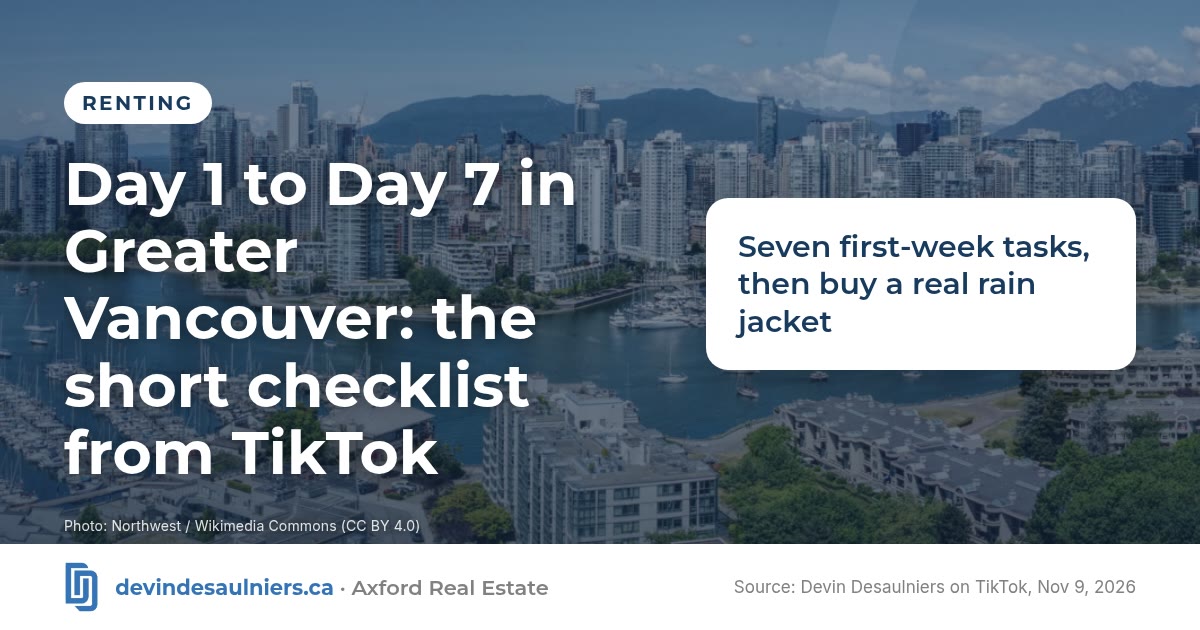 RENTING
Day 1 to Day 7 in
Greater
Vancouver: the
short checklist
from TikTok
Seven first-week tasks,
then buy a real rain
jacket
Photo: Northwest / Wikimedia Commons (CC BY 4.0)
devindesaulniers.ca · Axford Real Estate
Source: Devin Desaulniers on TikTok, Nov 9, 2026